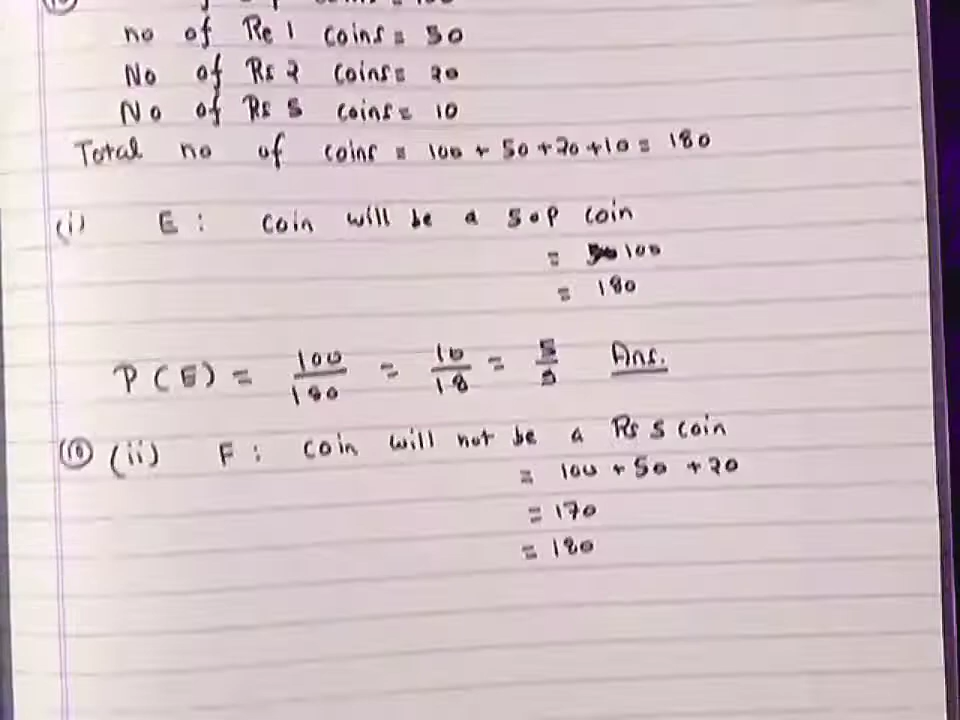 no of Re 1 coins = 50
No of Rs 2 coins = 20
No of Rs 5 coins = 10
Total no of coins = 100 + 50 + 20 + 10 = 180
(i) E : coin will be a 50 p coin
= 100
= 180
P(E) = 100/180 = 10/18 = 5/9 Ans.
(10) (ii) F : coin will not be a Rs 5 coin
= 100 + 50 + 20
= 170
= 180